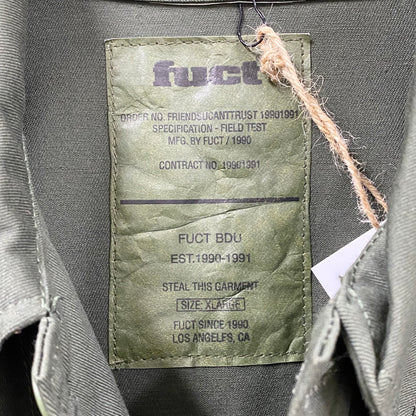 fuct
ORDER NO. FRIENDSUCANTTRUST 19901991
SPECIFICATION - FIELD TEST
MFG. BY FUCT / 1990
CONTRACT NO. 19901991
FUCT BDU
EST.1990-1991
STEAL THIS GARMENT
SIZE: XLARGE
FUCT SINCE 1990
LOS ANGELES, CA